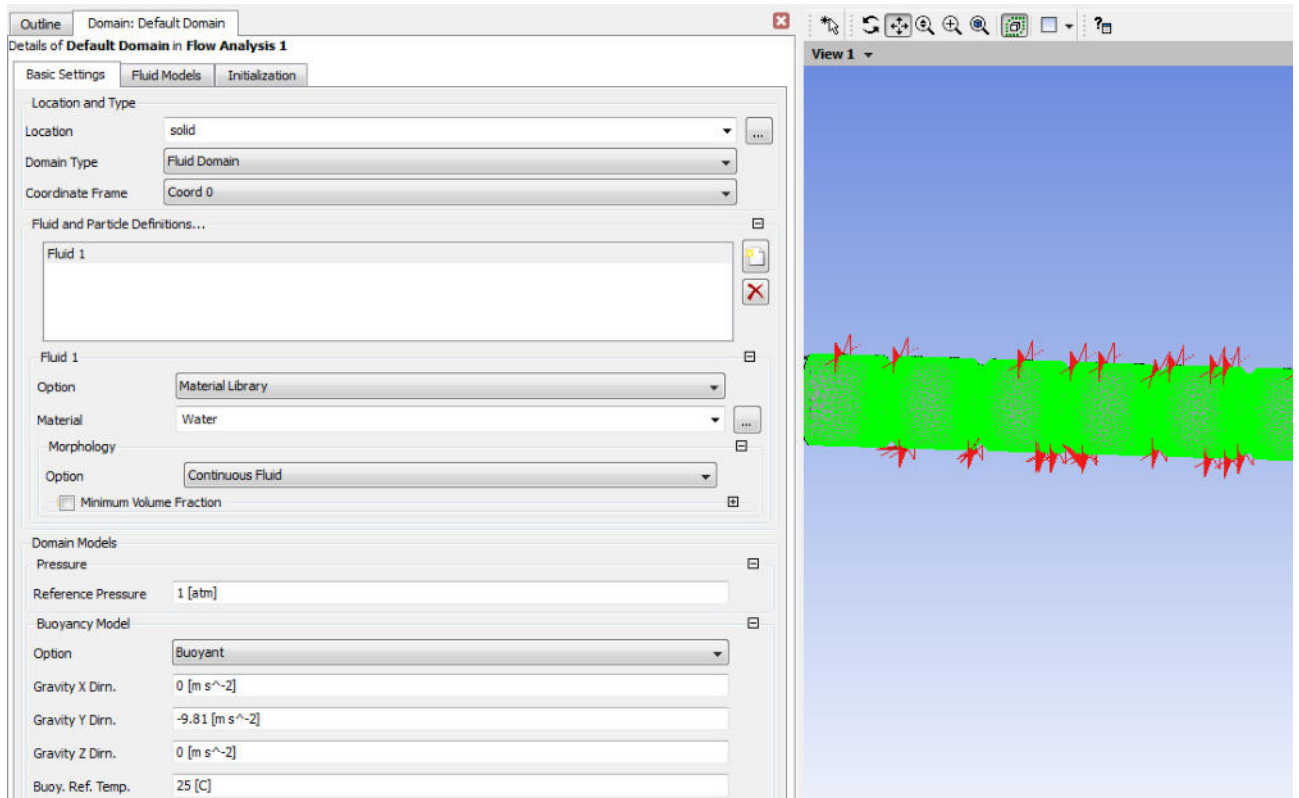 Outline Domain: Default Domain
Details of Default Domain in Flow Analysis 1
Basic Settings Fluid Models Initialization
Location and Type
Location solid ...
Domain Type Fluid Domain
Coordinate Frame Coord 0
Fluid and Particle Definitions...
Fluid 1
Fluid 1
Option Material Library
Material Water ...
Morphology
Option Continuous Fluid
Minimum Volume Fraction
Domain Models
Pressure
Reference Pressure 1 [atm]
Buoyancy Model
Option Buoyant
Gravity X Dirn. 0 [m s^-2]
Gravity Y Dirn. -9.81 [m s^-2]
Gravity Z Dirn. 0 [m s^-2]
Buoy. Ref. Temp. 25 [C]
View 1